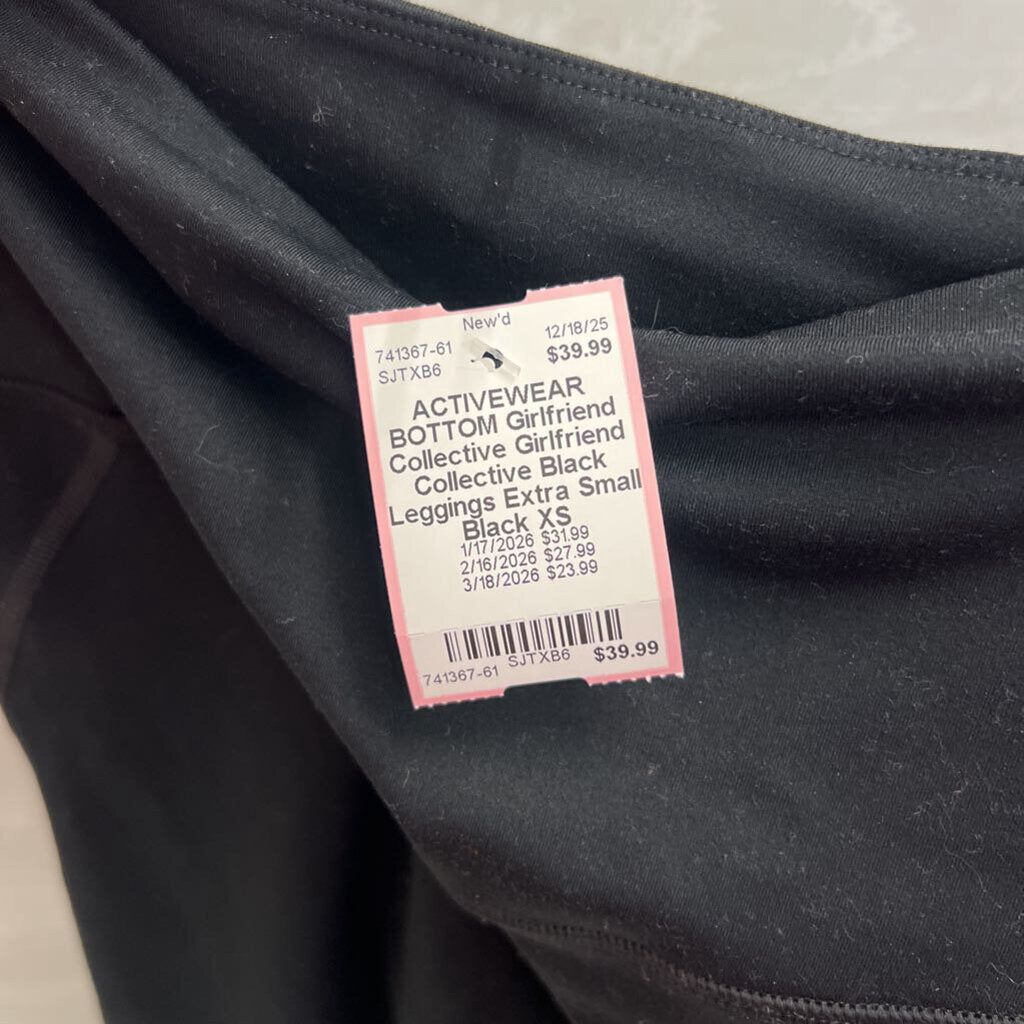 New'd
741367-61 12/18/25
SJTXB6 $39.99
ACTIVEWEAR
BOTTOM Girlfriend
Collective Girlfriend
Collective Black
Leggings Extra Small
Black XS
1/17/2026 $31.99
2/16/2026 $27.99
3/18/2026 $23.99
741367-61 SJTXB6 $39.99